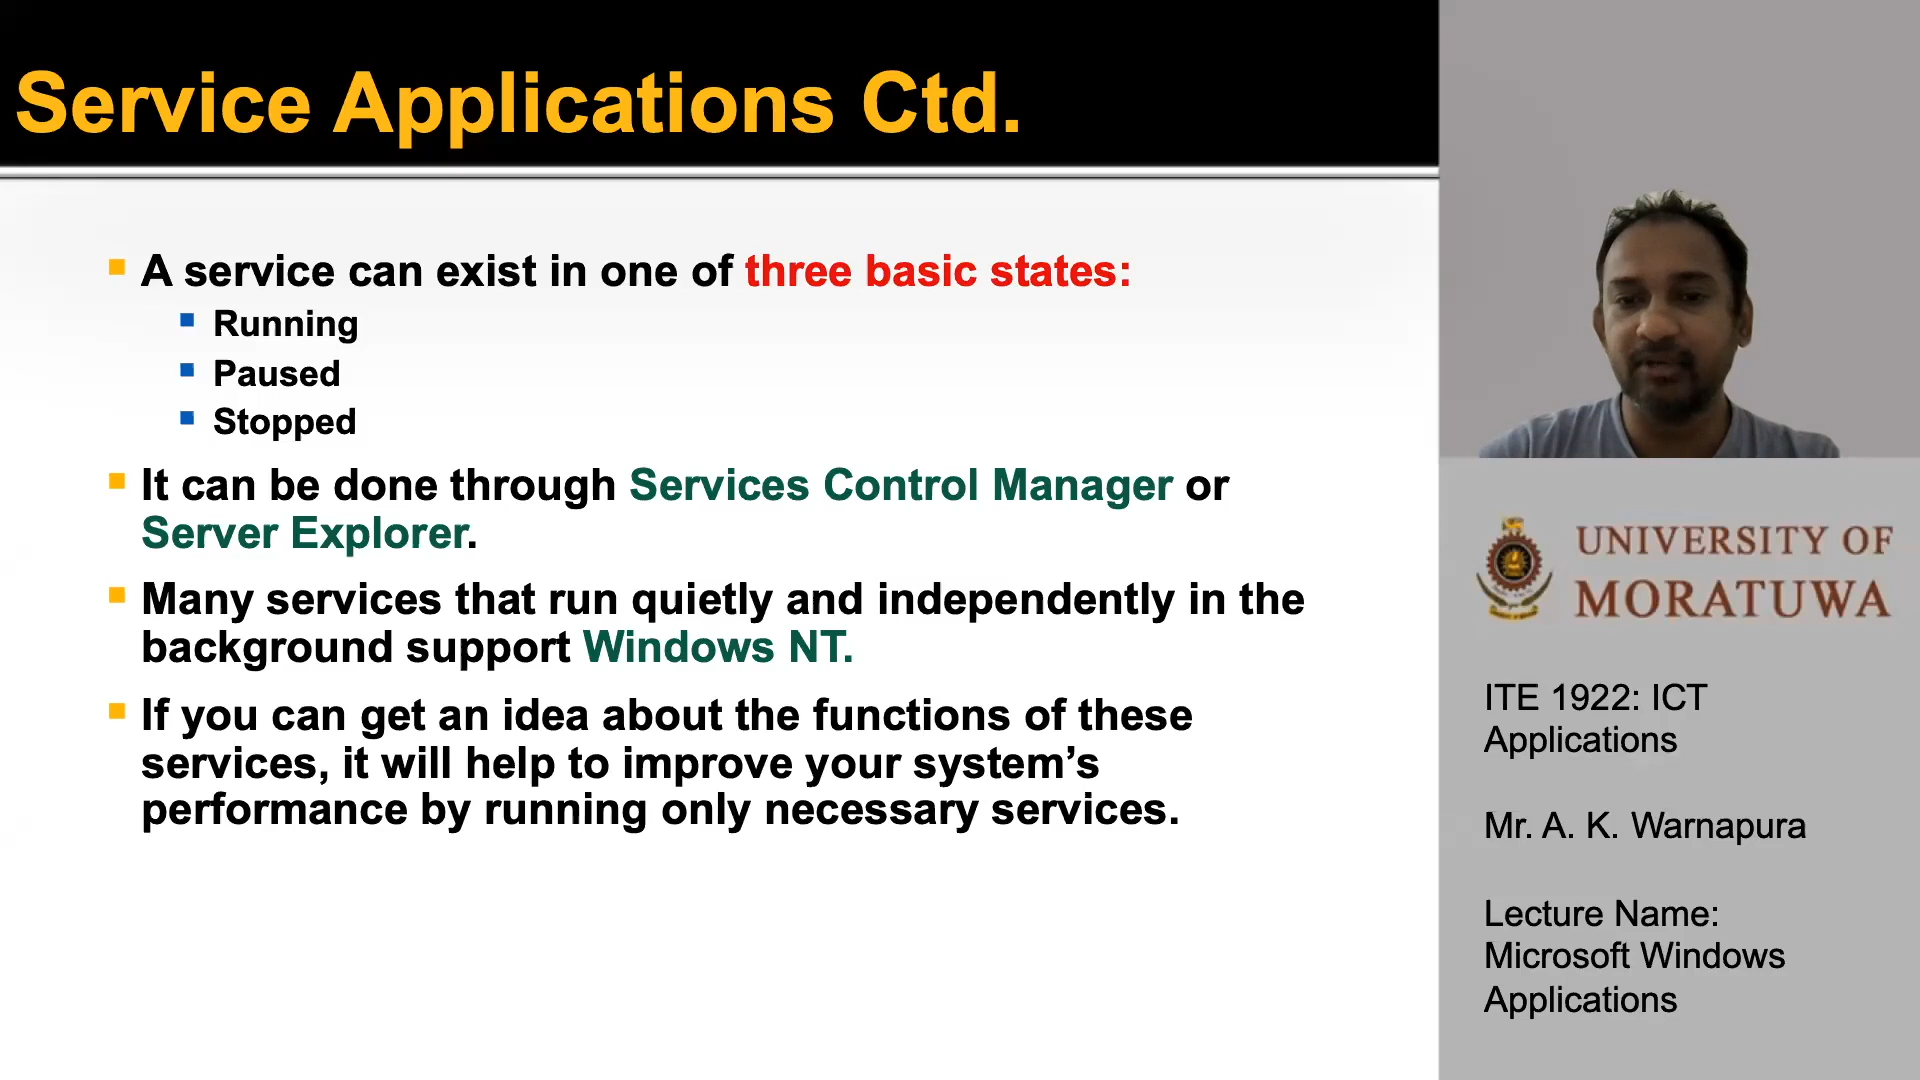 Service Applications Ctd.
A service can exist in one of three basic states:
Running
Paused
Stopped
It can be done through Services Control Manager or
Server Explorer.
Many services that run quietly and independently in the
background support Windows NT.
If you can get an idea about the functions of these
services, it will help to improve your system’s
performance by running only necessary services.
UNIVERSITY OF
MORATUWA
ITE 1922: ICT
Applications
Mr. A. K. Warnapura
Lecture Name:
Microsoft Windows
Applications